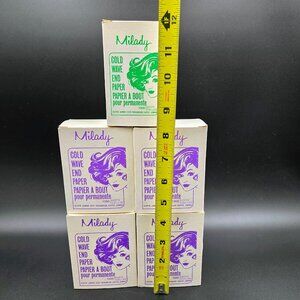 Milady
COLD
WAVE
END
PAPER
PAPIER A BOUT
pour permanente
Milady
COLD
WAVE
END
PAPER
PAPIER A BOUT
pour permanente
Milady
COLD
WAVE
END
PAPER
PAPIER A BOUT
pour permanente
Milady
COLD
WAVE
END
PAPER
PAPIER A BOUT
pour permanente
Milady
COLD
WAVE
END
PAPER
PAPIER A BOUT
pour permanente
12
11
10
9
8
7
6
5
4
3
2
1